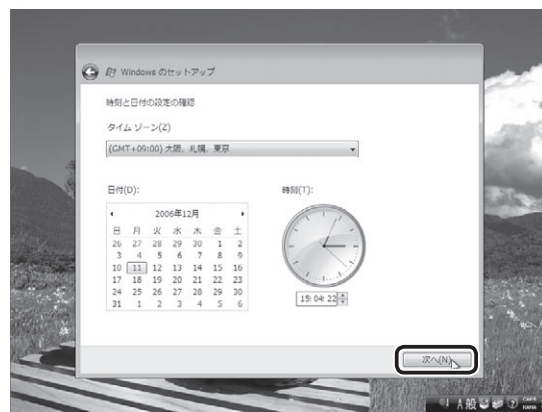 Windows のセットアップ
時刻と日付の設定の確認
タイム ゾーン(Z)
(GMT+09:00) 大阪、札幌、東京
日付(D):
時刻(T):
2006年12月
日 月 火 水 木 金 土
26 27 28 29 30 1 2
3 4 5 6 7 8 9
10 11 12 13 14 15 16
17 18 19 20 21 22 23
24 25 26 27 28 29 30
31 1 2 3 4 5 6
15:04:22
次へ(N)
A 般
CAPS
KANA